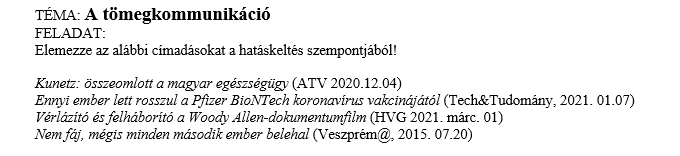 TÉMA: A tömegkommunikáció
FELADAT:
Elemezze az alábbi címadásokat a hatáskeltés szempontjából!
Kunetz: összeomlott a magyar egészségügy (ATV 2020.12.04)
Ennyi ember lett rosszul a Pfizer BioNTech koronavírus vakcinájától (Tech&Tudomány, 2021. 01.07)
Vérlázító és felháborító a Woody Allen-dokumentumfilm (HVG 2021. márc. 01)
Nem fáj, mégis minden második ember belehal (Veszprém@, 2015. 07.20)